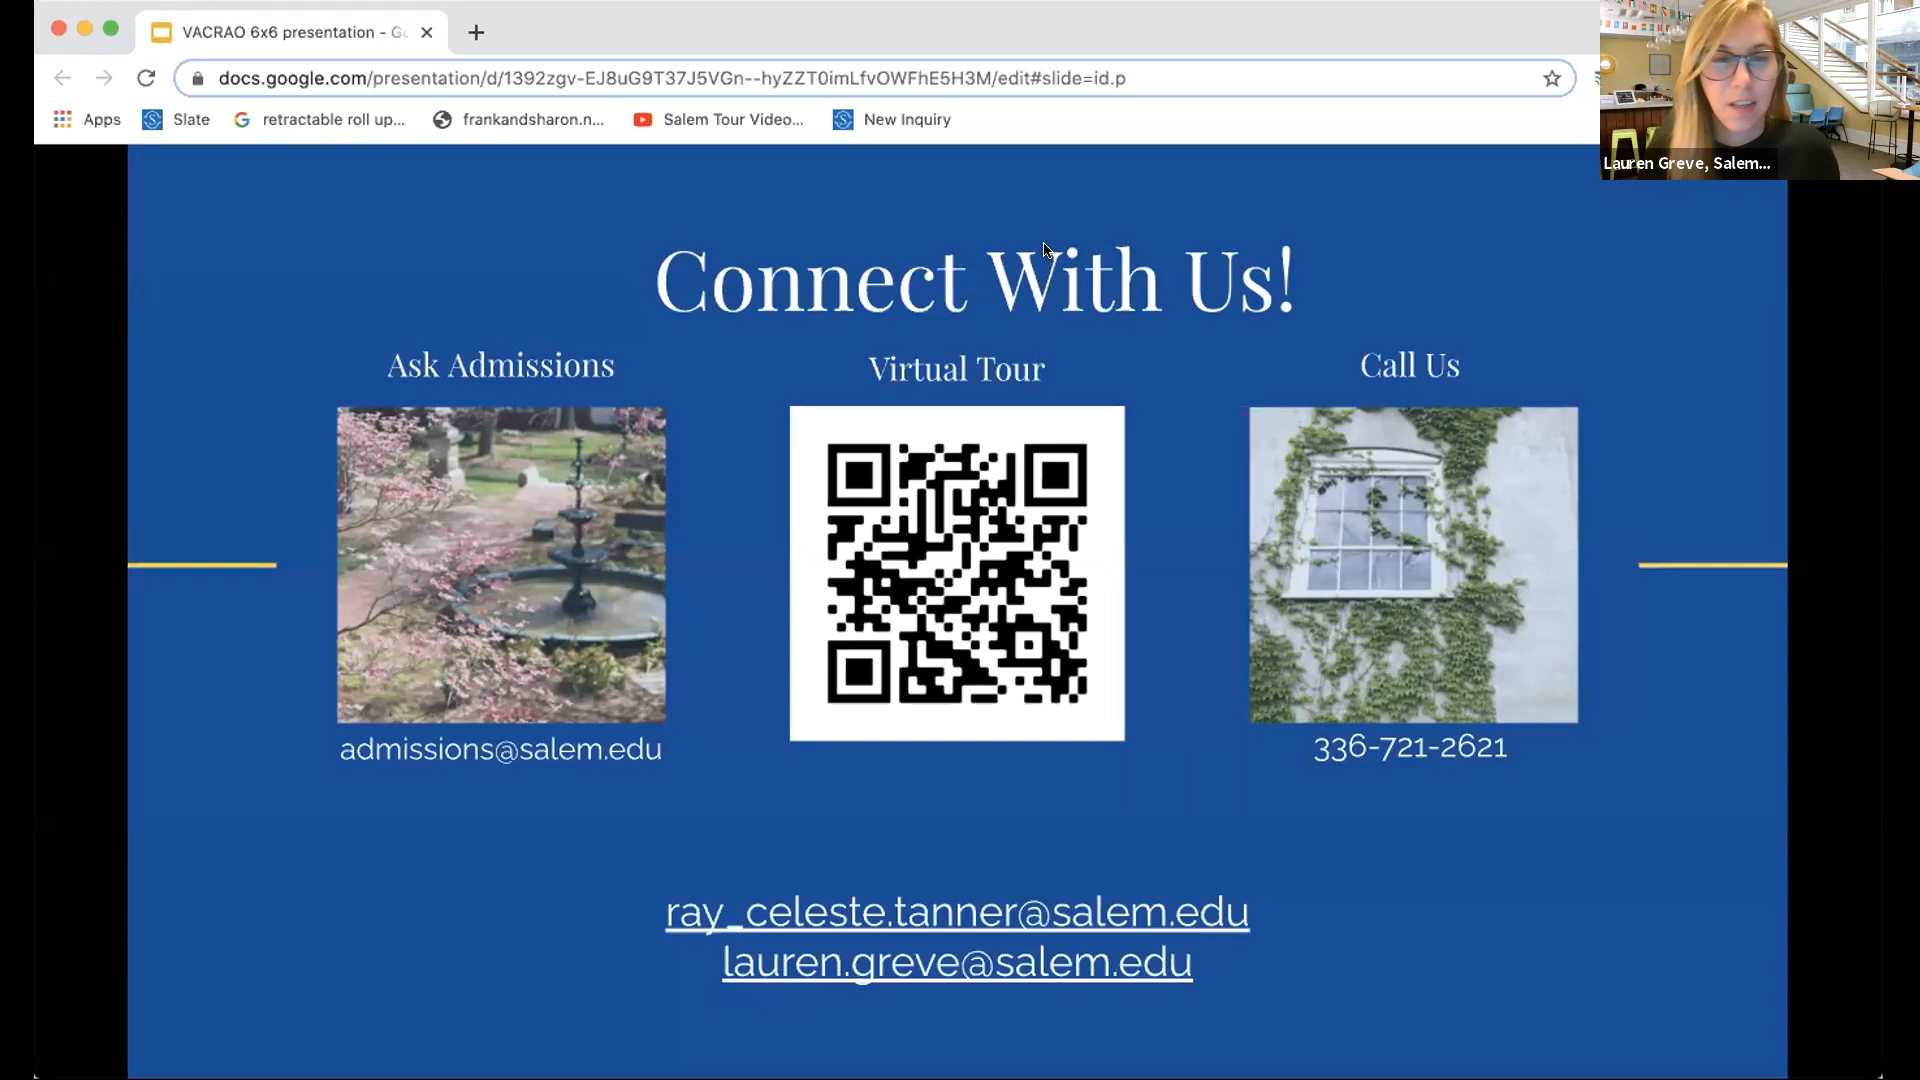 VACRAO 6x6 presentation - Go
docs.google.com/presentation/d/1392zgv-EJ8uG9T37J5VGn--hyZZT0imLfvOWFhE5H3M/edit#slide=id.p
Apps Slate retractable roll up... frankandsharon.n... Salem Tour Video... New Inquiry
Lauren Greve, Salem...
Connect With Us!
Ask Admissions
Virtual Tour
Call Us
admissions@salem.edu
336-721-2621
ray_celeste.tanner@salem.edu
lauren.greve@salem.edu